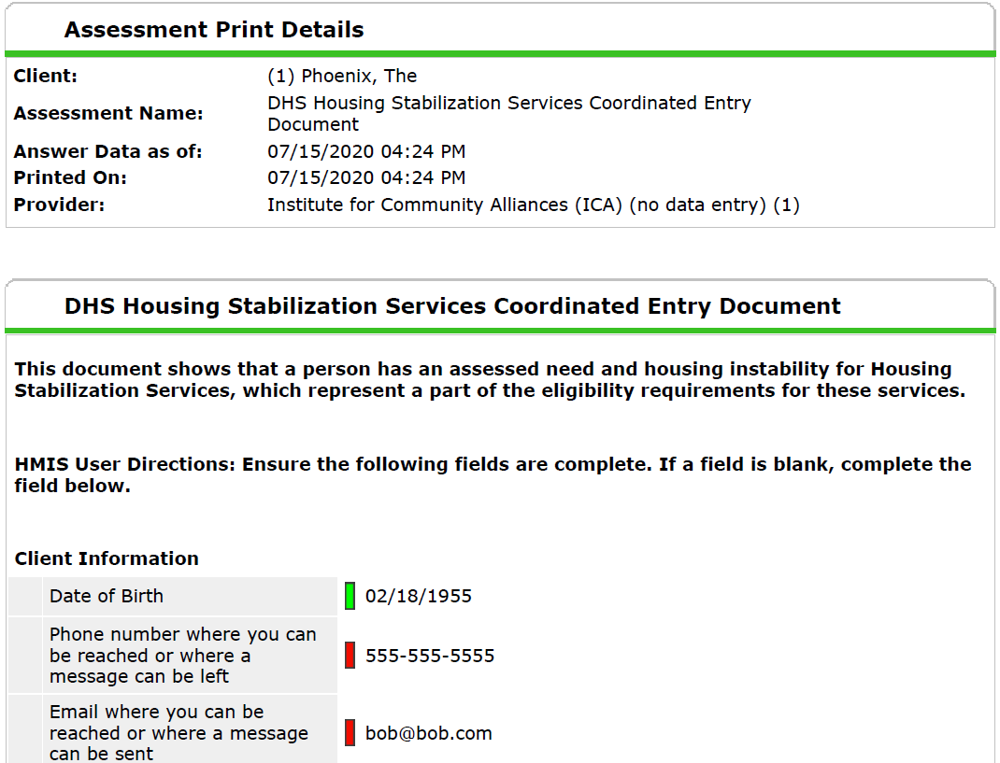 Assessment Print Details
Client: (1) Phoenix, The
Assessment Name: DHS Housing Stabilization Services Coordinated Entry
Document
Answer Data as of: 07/15/2020 04:24 PM
Printed On: 07/15/2020 04:24 PM
Provider: Institute for Community Alliances (ICA) (no data entry) (1)
DHS Housing Stabilization Services Coordinated Entry Document
This document shows that a person has an assessed need and housing instability for Housing
Stabilization Services, which represent a part of the eligibility requirements for these services.
HMIS User Directions: Ensure the following fields are complete. If a field is blank, complete the
field below.
Client Information
Date of Birth 02/18/1955
Phone number where you can
be reached or where a
message can be left
555-555-5555
Email where you can be
reached or where a message
can be sent
bob@bob.com